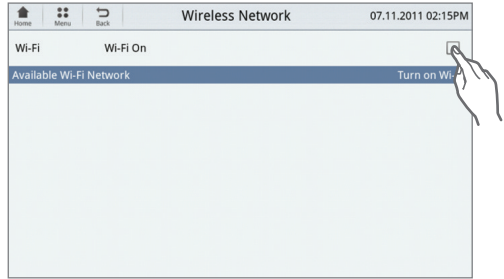 Home Menu Back Wireless Network 07.11.2011 02:15PM
Wi-Fi Wi-Fi On
Available Wi-Fi Network Turn on Wi-